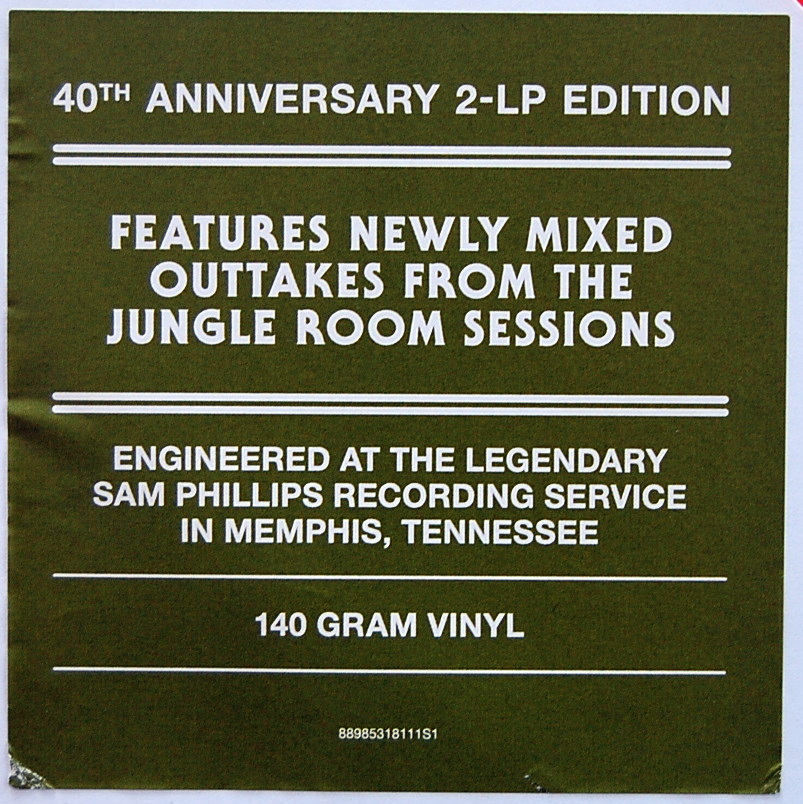 40TH ANNIVERSARY 2-LP EDITION
FEATURES NEWLY MIXED
OUTTAKES FROM THE
JUNGLE ROOM SESSIONS
ENGINEERED AT THE LEGENDARY
SAM PHILLIPS RECORDING SERVICE
IN MEMPHIS, TENNESSEE
140 GRAM VINYL
88985318111S1